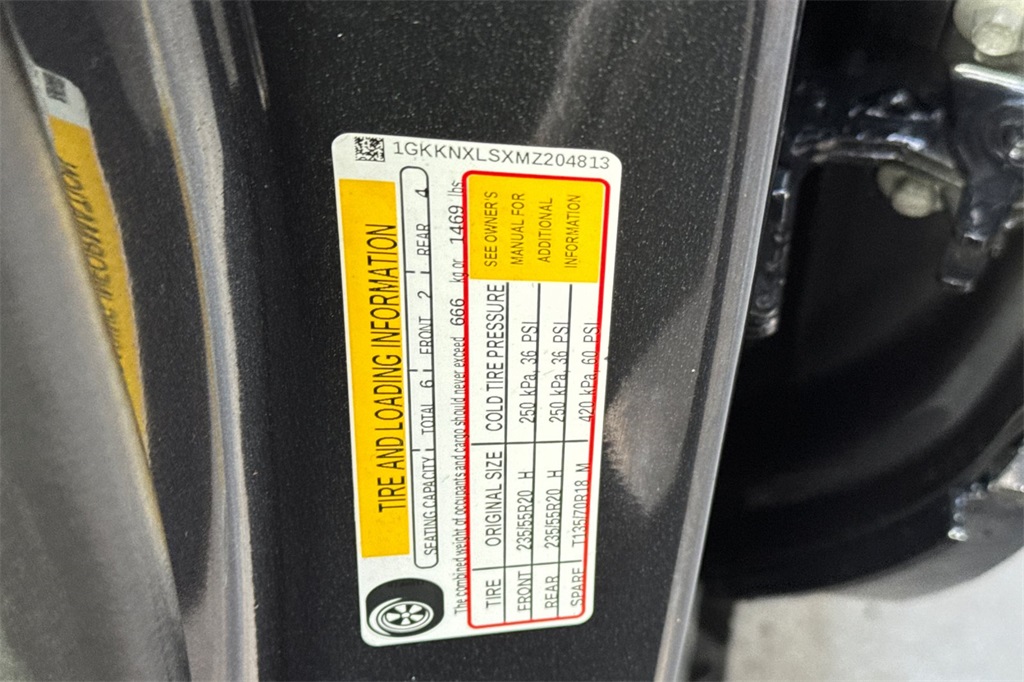 1GKKNXLSXMZ204813
TIRE AND LOADING INFORMATION
SEATING CAPACITY TOTAL 6 FRONT 2 REAR 4
The combined weight of occupants and cargo should never exceed 666 kg or 1469 lbs
TIRE ORIGINAL SIZE COLD TIRE PRESSURE
FRONT 235/55R20 H 250 kPa, 36 PSI
REAR 235/55R20 H 250 kPa, 36 PSI
SPARE T135/70R18 M 420 kPa, 60 PSI
SEE OWNER'S
MANUAL FOR
ADDITIONAL
INFORMATION